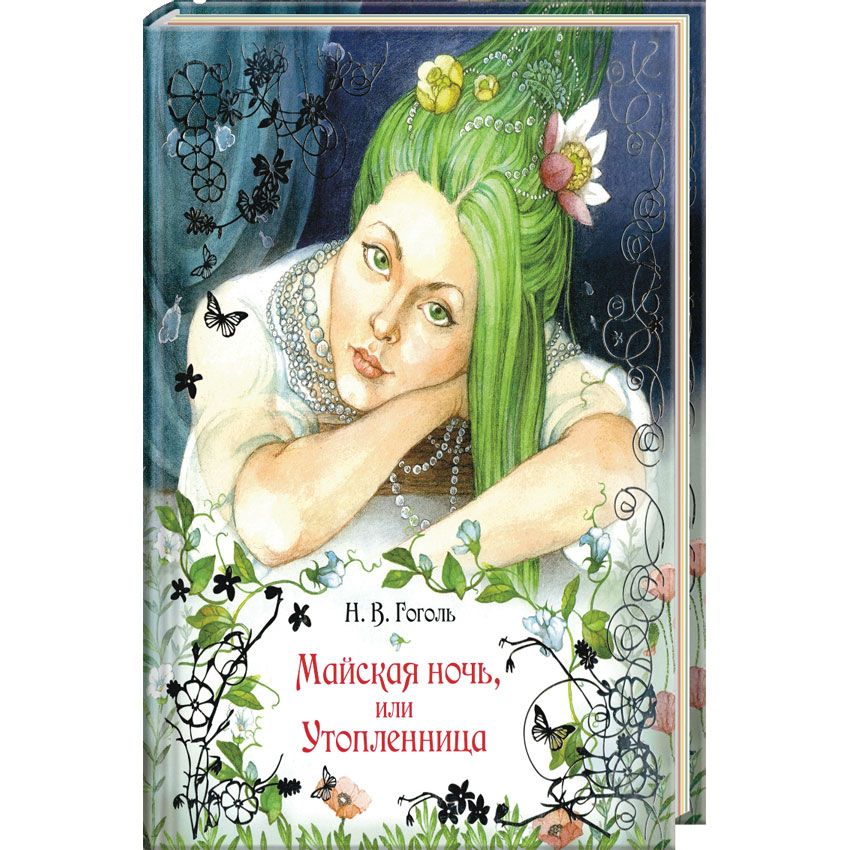 Н. В. Гоголь
Майская ночь,
или
Утопленница